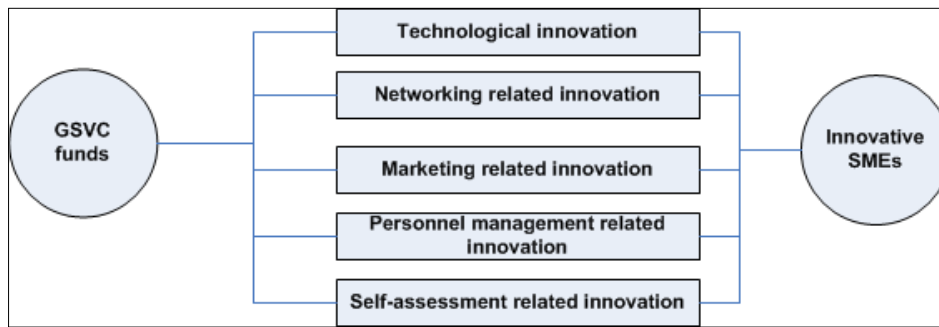 GSVC
funds
Technological innovation
Networking related innovation
Marketing related innovation
Personnel management related
innovation
Self-assessment related innovation
Innovative
SMEs